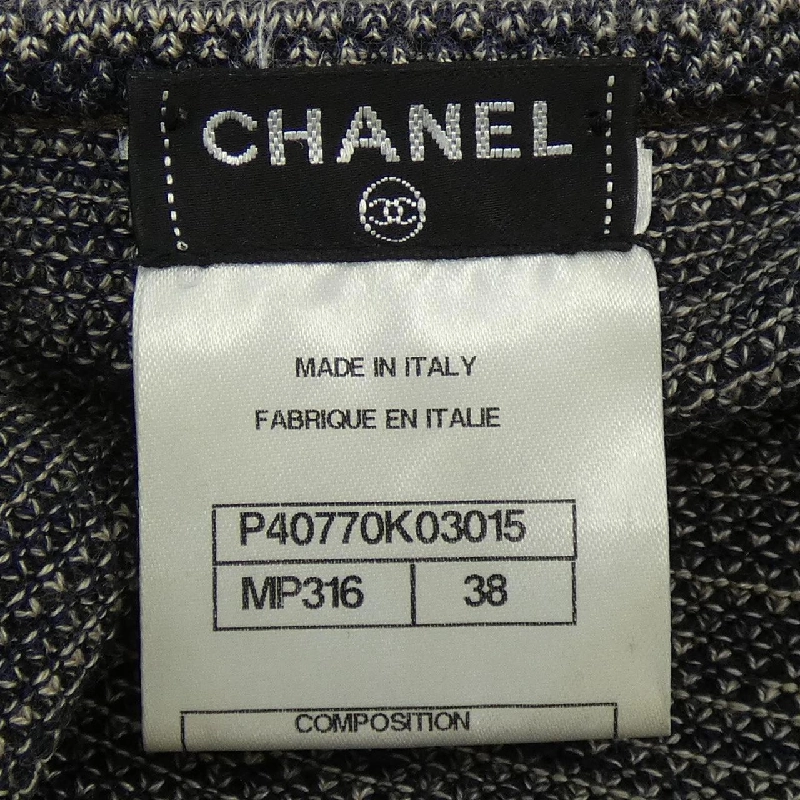 CHANEL
MADE IN ITALY
FABRIQUE EN ITALIE
P40770K03015
MP316 38
COMPOSITION